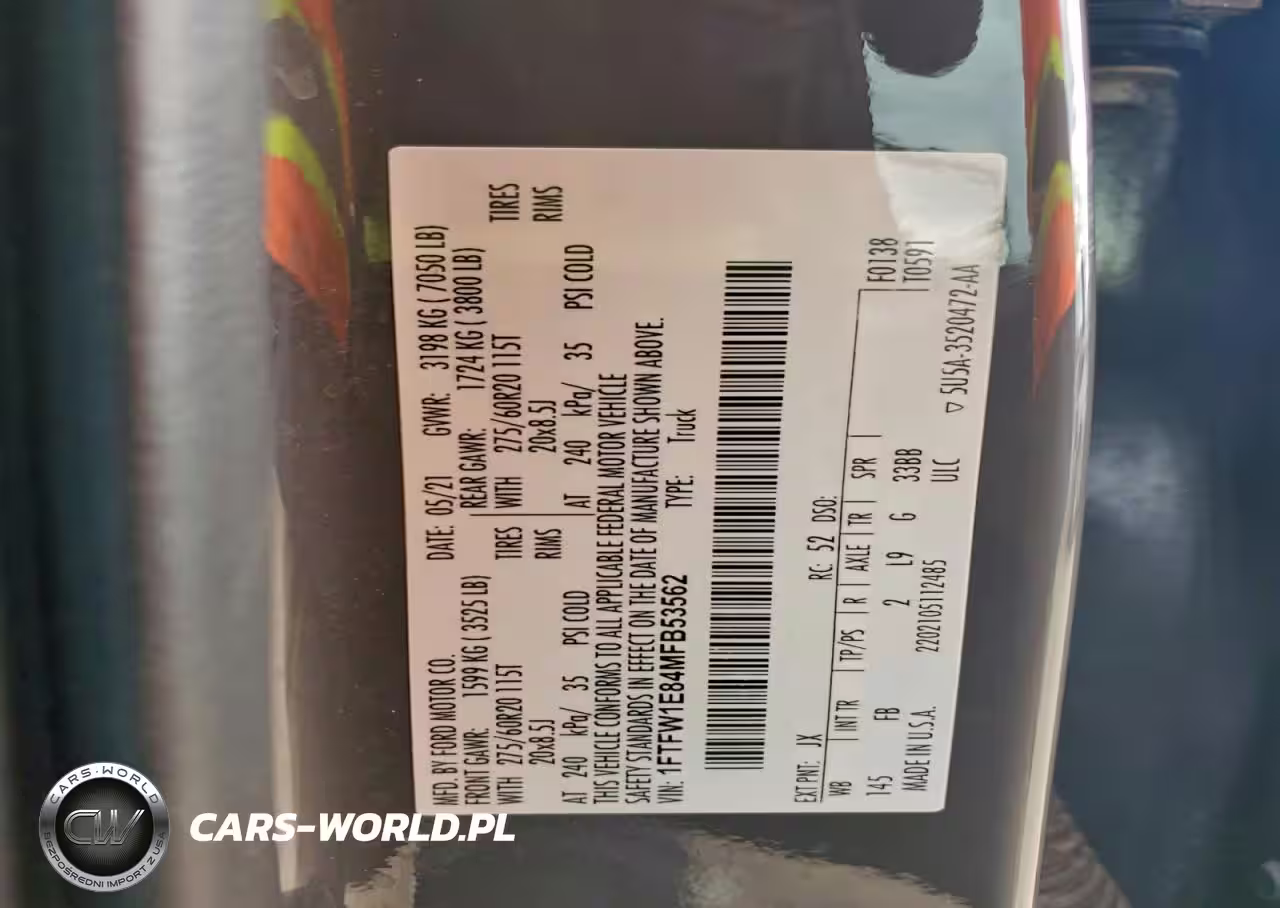 MFD. BY FORD MOTOR CO.
DATE: 05/21 GVWR: 3198 KG ( 7050 LB)
FRONT GAWR: 1599 KG ( 3525 LB)
REAR GAWR: 1724 KG ( 3800 LB)
WITH 275/60R20 115T TIRES
WITH 275/60R20 115T TIRES
20x8.5J RIMS
20x8.5J RIMS
AT 240 kPa/ 35 PSI COLD
AT 240 kPa/ 35 PSI COLD
THIS VEHICLE CONFORMS TO ALL APPLICABLE FEDERAL MOTOR VEHICLE
SAFETY STANDARDS IN EFFECT ON THE DATE OF MANUFACTURE SHOWN ABOVE.
VIN: 1FTFW1E84MFB53562 TYPE: Truck
EXT PNT: JX RC: 52 DSO:
F0138
T0591
WB INT TR TP/PS R AXLE TR SPR
145 FB 2 L9 G 33BB
MADE IN U.S.A. 220210511 2485 ULC
▽ 5U5A-3520472-AA
CARS-WORLD
CW
BEZPOŚREDNI IMPORT Z USA
CARS-WORLD.PL